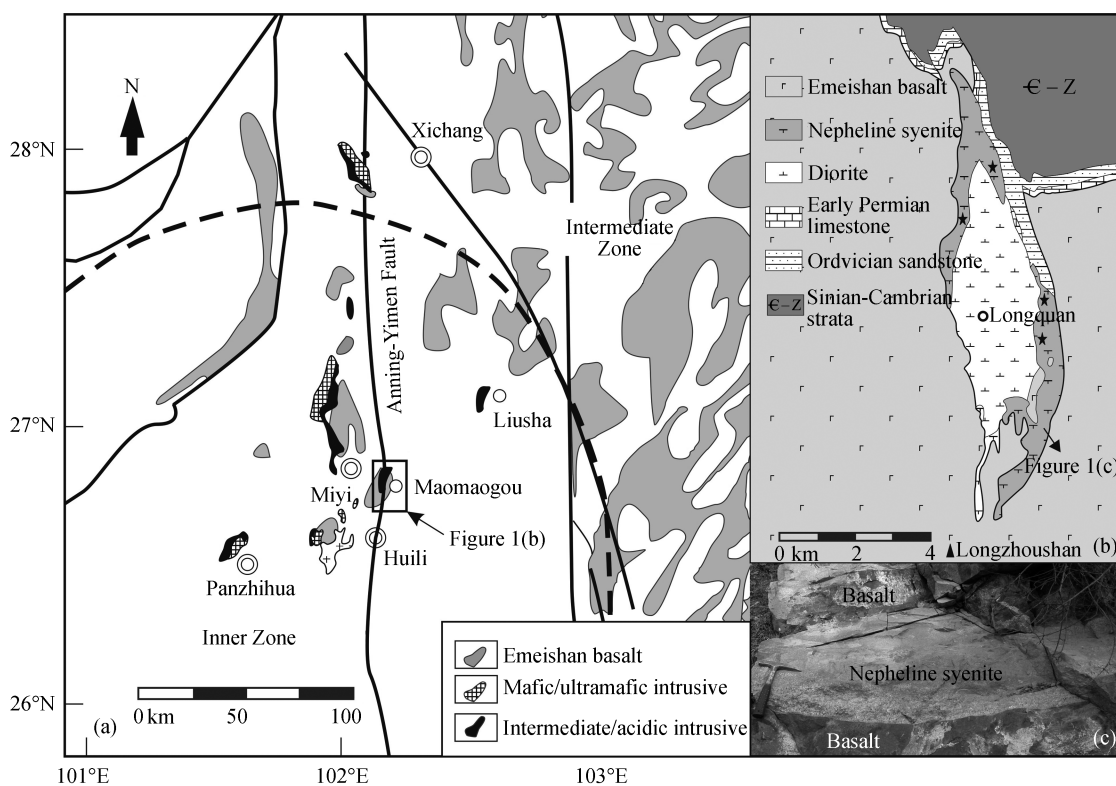 N
28°N
27°N
26°N
101°E
102°E
103°E
Xichang
Intermediate
Zone
Anning-Yimen Fault
Liusha
Miyi
Maomaogou
Figure 1(b)
Huili
Panzhihua
Inner Zone
(a)
0 km
50
100
Emeishan basalt
Mafic/ultramafic intrusive
Intermediate/acidic intrusive
Emeishan basalt
Nepheline syenite
Diorite
Early Permian
limestone
Ordvician sandstone
Є–Z
Sinian-Cambrian
strata
Є–Z
Longquan
Figure 1(c)
0 km
2
4
(b)
Longzhoushan
Basalt
Nepheline syenite
Basalt
(c)